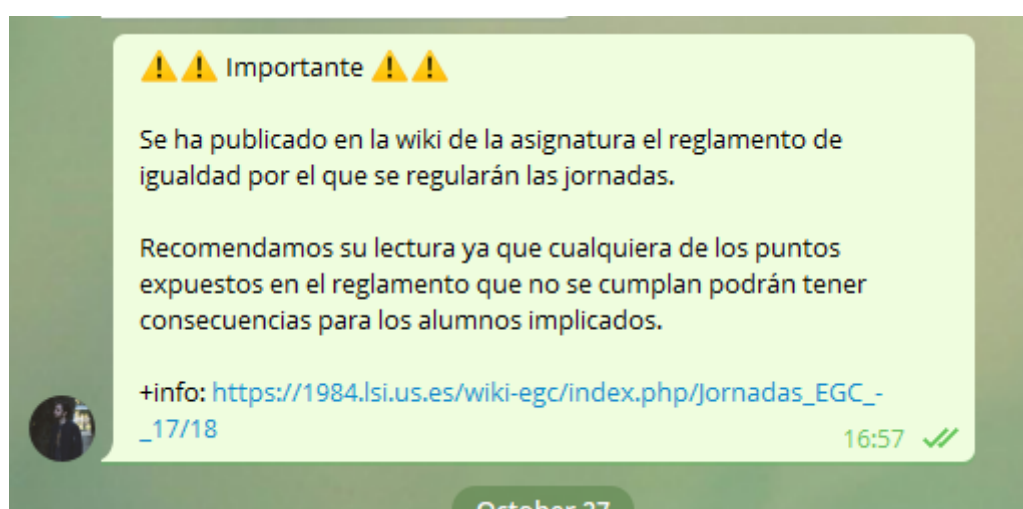 ⚠️⚠️ Importante ⚠️⚠️
Se ha publicado en la wiki de la asignatura el reglamento de
igualdad por el que se regularán las jornadas.
Recomendamos su lectura ya que cualquiera de los puntos
expuestos en el reglamento que no se cumplan podrán tener
consecuencias para los alumnos implicados.
+info: https://1984.lsi.us.es/wiki-egc/index.php/Jornadas_EGC_-
_17/18
16:57
October 27